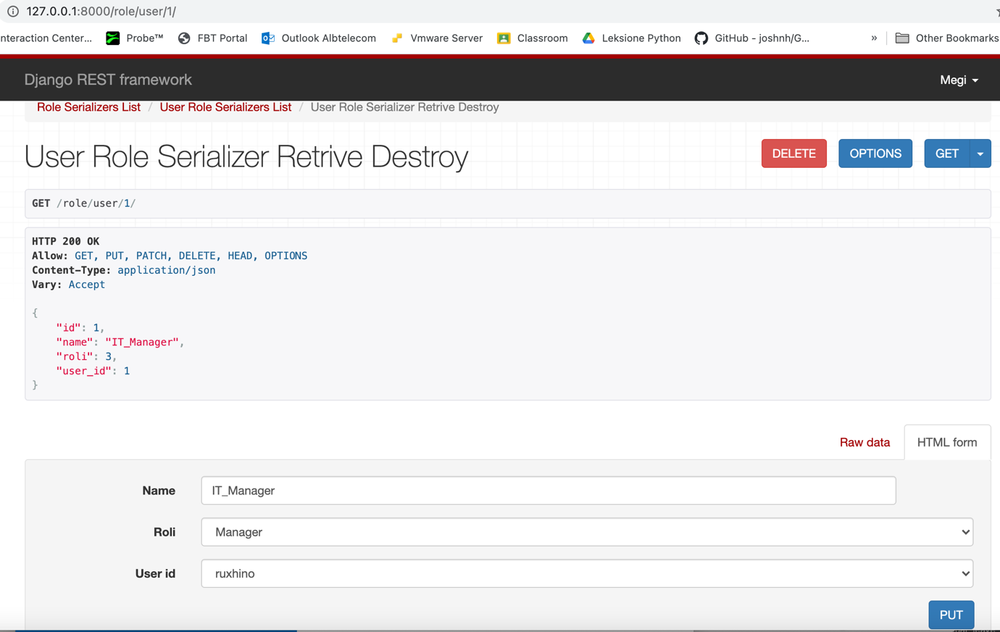 127.0.0.1:8000/role/user/1/
nteraction Center... Probe™ FBT Portal Outlook Albtelecom Vmware Server Classroom Leksione Python GitHub - joshnh/G... » Other Bookmarks
Django REST framework Megi
Role Serializers List / User Role Serializers List / User Role Serializer Retrive Destroy
User Role Serializer Retrive Destroy DELETE OPTIONS GET
GET /role/user/1/
HTTP 200 OK
Allow: GET, PUT, PATCH, DELETE, HEAD, OPTIONS
Content-Type: application/json
Vary: Accept
{
"id": 1,
"name": "IT_Manager",
"roli": 3,
"user_id": 1
}
Raw data HTML form
Name IT_Manager
Roli Manager
User id ruxhino
PUT